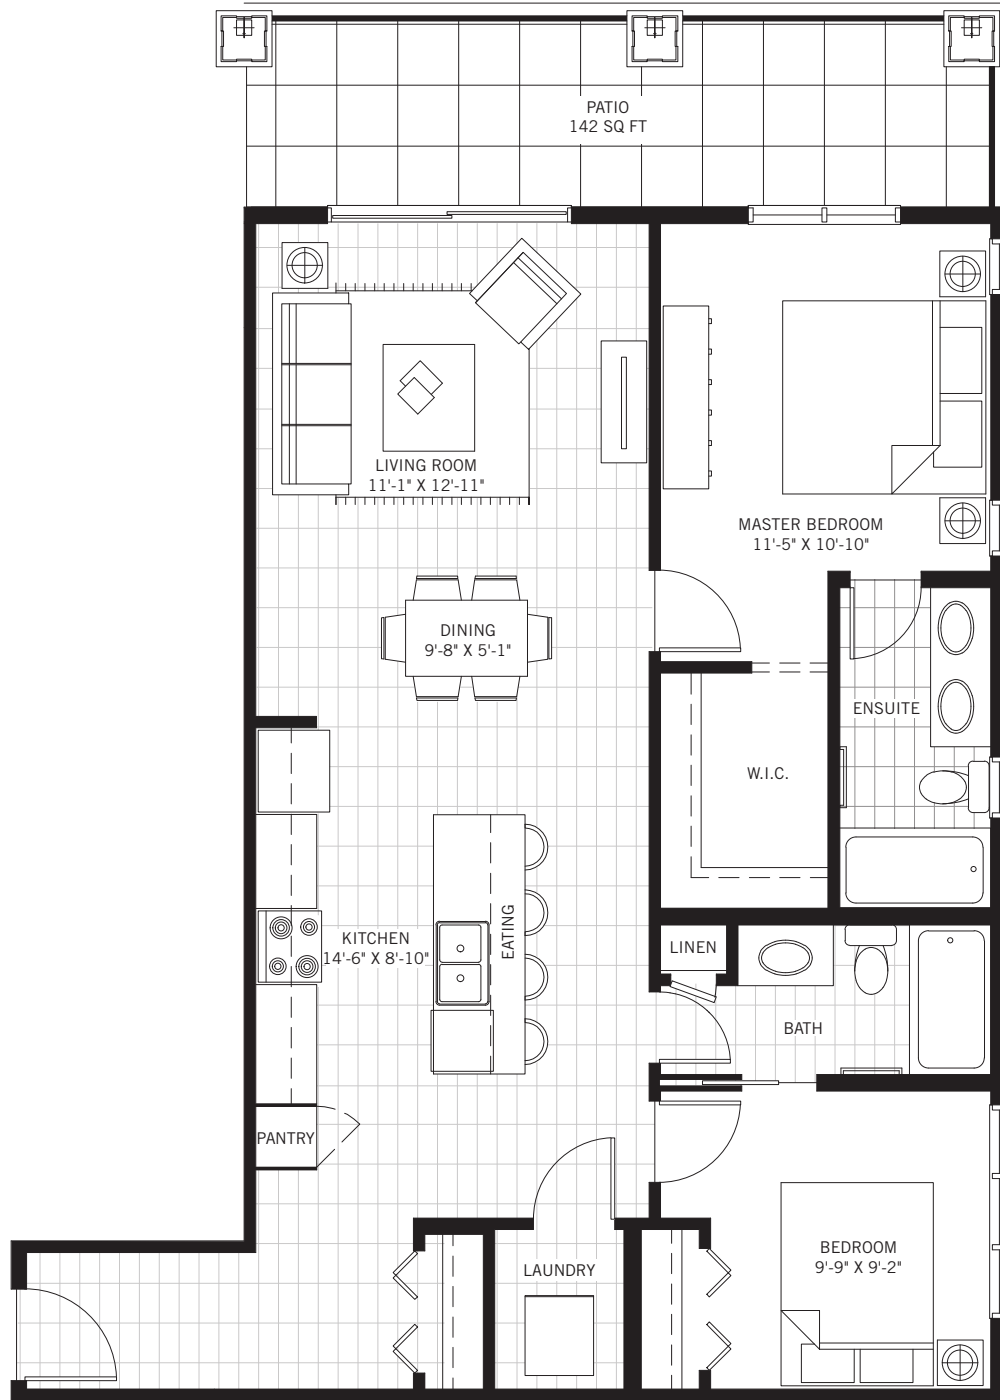 PATIO
142 SQ FT
LIVING ROOM
11'-1" X 12'-11"
MASTER BEDROOM
11'-5" X 10'-10"
DINING
9'-8" X 5'-1"
ENSUITE
W.I.C.
KITCHEN
14'-6" X 8'-10"
EATING
LINEN
BATH
PANTRY
LAUNDRY
BEDROOM
9'-9" X 9'-2"